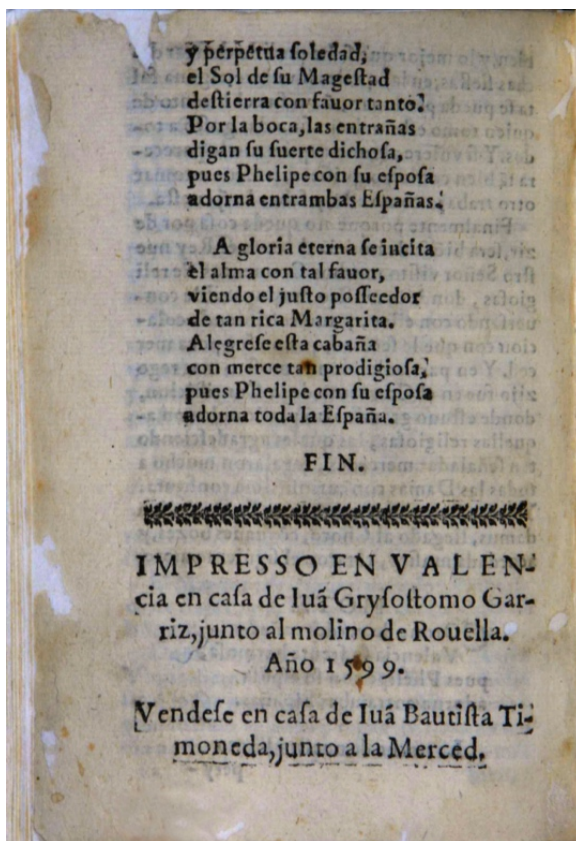 y perpetua ſoledad,
el Sol de ſu Mageſtad
deſtierra con fauor tanto.
Por la boca, las entrañas
digan ſu ſuerte dichoſa,
pues Phelipe con ſu eſpoſa
adorna entrambas Eſpañas.
A gloria eterna ſe incita
el alma con tal fauor,
viendo el juſto poſſeedor
de tan rica Margarita.
Alegreſe eſta cabaña
con merce tan prodigioſa,
pues Phelipe con ſu eſpoſa
adorna toda la Eſpaña.
FIN.
IMPRESSO EN VALEN-
cia en caſa de Iuã Gryſoſtomo Gar-
riz, junto al molino de Rouella.
Año 1599.
Vendeſe en caſa de Iuã Bautiſta Ti-
moneda, junto a la Merced.